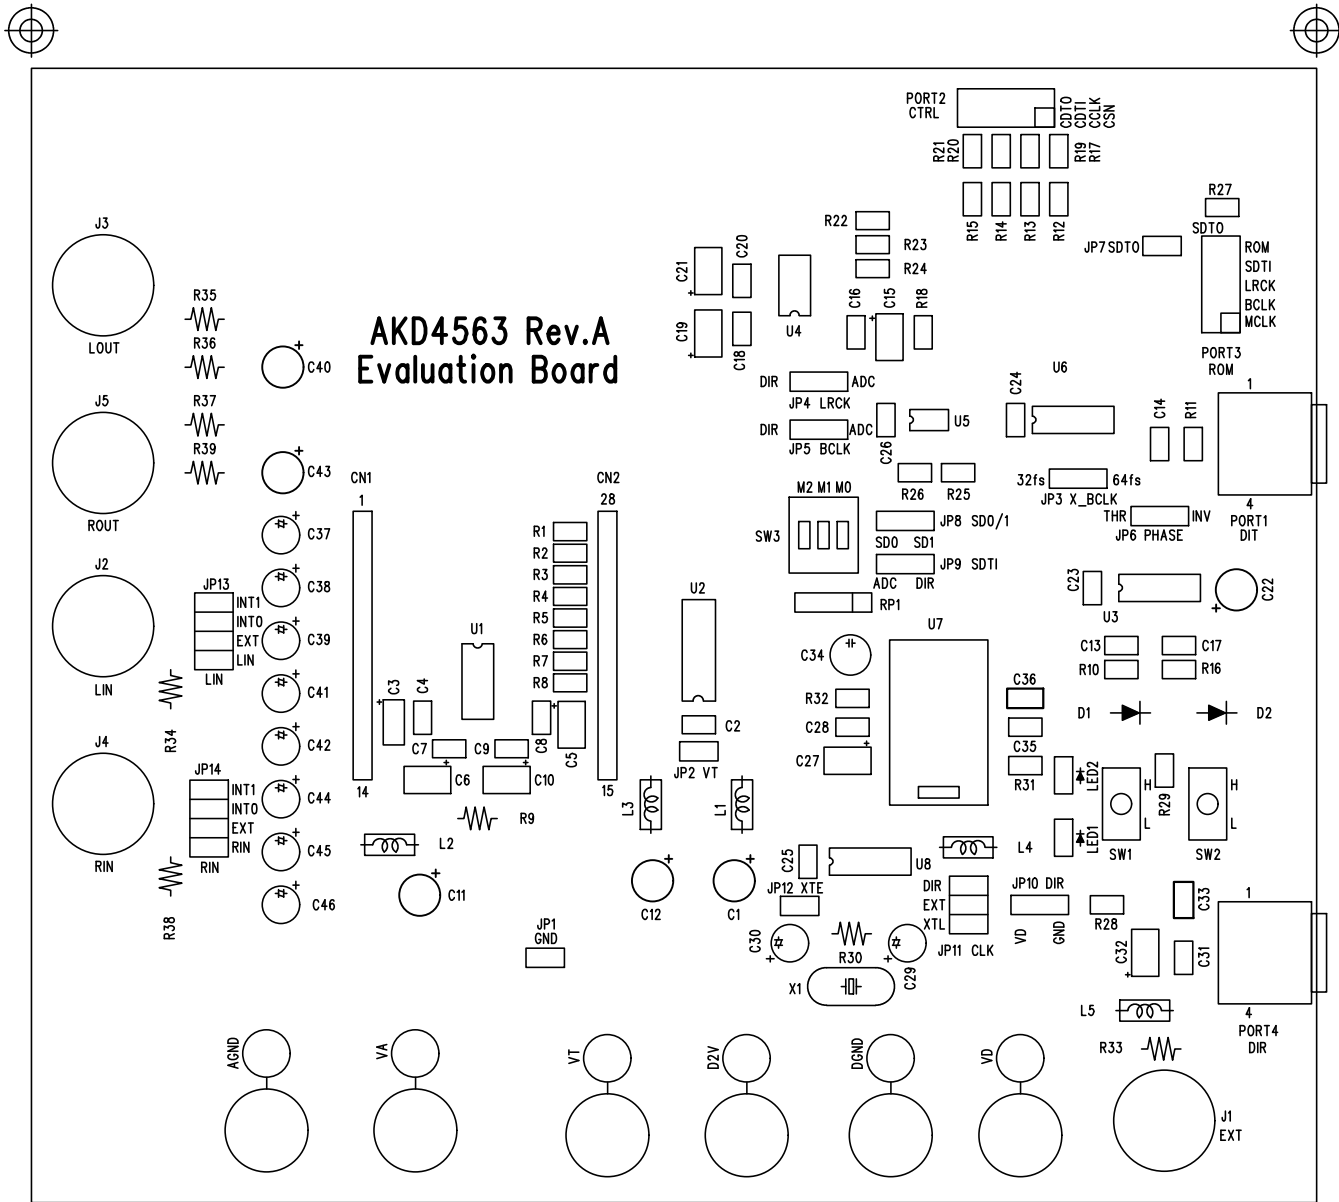 PORT2
CTRL
CDTO
CDTI
CCLK
CSN
R21
R20
R19
R17
R15
R14
R13
R12
R27
SDTO
JP7 SDTO
ROM
SDTI
LRCK
BCLK
MCLK
PORT3
ROM
J3
LOUT
R35
R36
R37
R39
C40
C43
AKD4563 Rev.A
Evaluation Board
C21
C20
C19
C18
U4
R22
R23
R24
C16
C15
R18
DIR
ADC
JP4 LRCK
DIR
ADC
JP5 BCLK
C26
U5
C24
U6
C14
R11
1
4
PORT1
DIT
R26
R25
32fs
64fs
JP3 X_BCLK
THR
INV
JP6 PHASE
J5
ROUT
CN1
1
14
CN2
28
15
R1
R2
R3
R4
R5
R6
R7
R8
M2 M1 M0
SW3
JP8 SD0/1
SD0 SD1
JP9 SDTI
ADC DIR
RP1
C23
U3
C22
C13
C17
R10
R16
C37
C38
C39
C41
C42
C44
C45
C46
J2
LIN
JP13
INT1
INT0
EXT
LIN
LIN
R34
J4
RIN
JP14
INT1
INT0
EXT
RIN
RIN
R38
U1
C3
C4
C7
C9
C8
C5
C6
C10
R9
L2
C11
U2
C2
JP2 VT
L3
L1
C12
C1
U7
C34
R32
C28
C27
C36
C35
R31
D1
D2
LED2
LED1
H
L
SW1
R29
H
L
SW2
C25
U8
L4
JP12 XTE
DIR
EXT
XTL
JP11 CLK
JP10 DIR
VD
GND
R28
C33
C32
C31
1
4
PORT4
DIR
C30
R30
C29
X1
JP1
GND
L5
R33
AGND
VA
VT
D2V
DGND
VD
J1
EXT